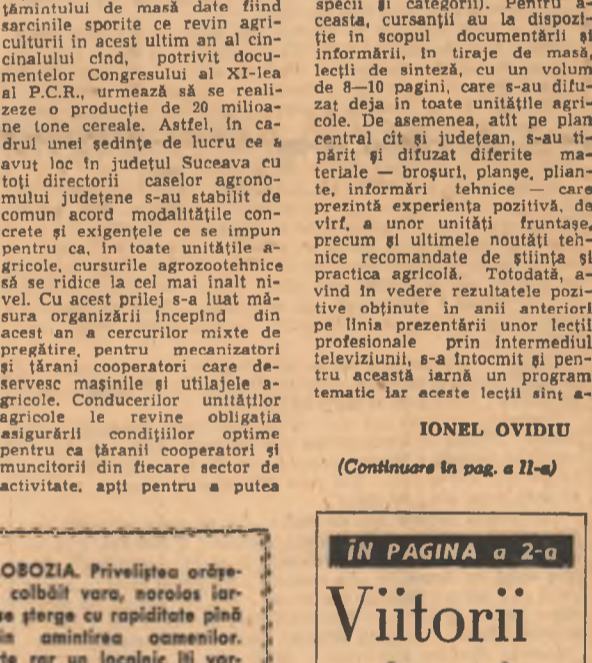 țămîntului de masă date fiind
sarcinile sporite ce revin agri-
culturii în acest ultim an al cin-
cinalului cînd, potrivit docu-
mentelor Congresului al XI-lea
al P.C.R., urmează să se reali-
zeze o producție de 20 milioa-
ne tone cereale. Astfel, în ca-
drul unei ședințe de lucru ce a
avut loc în județul Suceava cu
toți directorii caselor agrono-
mului județene s-au stabilit de
comun acord modalitățile con-
crete și exigențele ce se impun
pentru ca, în toate unitățile a-
gricole, cursurile agrozootehnice
să se ridice la cel mai înalt ni-
vel. Cu acest prilej s-a luat mă-
sura organizării începînd din
acest an a cercurilor mixte de
pregătire, pentru mecanizatori
și țărani cooperatori care de-
servesc mașinile și utilajele a-
gricole. Conducerilor unităților
agricole le revine obligația
asigurării condițiilor optime
pentru ca țăranii cooperatori și
muncitorii din fiecare sector de
activitate, apți pentru a putea
specii și categorii). Pentru a-
ceasta, cursanții au la dispozi-
ție în scopul documentării și
informării, în tiraje de masă,
lecții de sinteză, cu un volum
de 8—10 pagini, care s-au difu-
zat deja în toate unitățile agri-
cole. De asemenea, atît pe plan
central cît și județean, s-au ti-
părit și difuzat diferite ma-
teriale — broșuri, planșe, plian-
te, informări tehnice — care
prezintă experiența pozitivă, de
vîrf, a unor unități fruntașe,
precum și ultimele noutăți teh-
nice recomandate de știința și
practica agricolă. Totodată, a-
vînd în vedere rezultatele pozi-
tive obținute în anii anteriori
pe linia prezentării unor lecții
profesionale prin intermediul
televiziunii, s-a întocmit și pen-
tru această iarnă un program
tematic iar aceste lecții sînt a-
IONEL OVIDIU
(Continuare în pag. a II-a)
OBOZIA. Priveliștea orășe-
colbăit vara, noroios iar-
se șterge cu rapiditate pînă
in amintirea oamenilor.
te rar un localnic îți vor-
ÎN PAGINA a 2-a
Viitorii